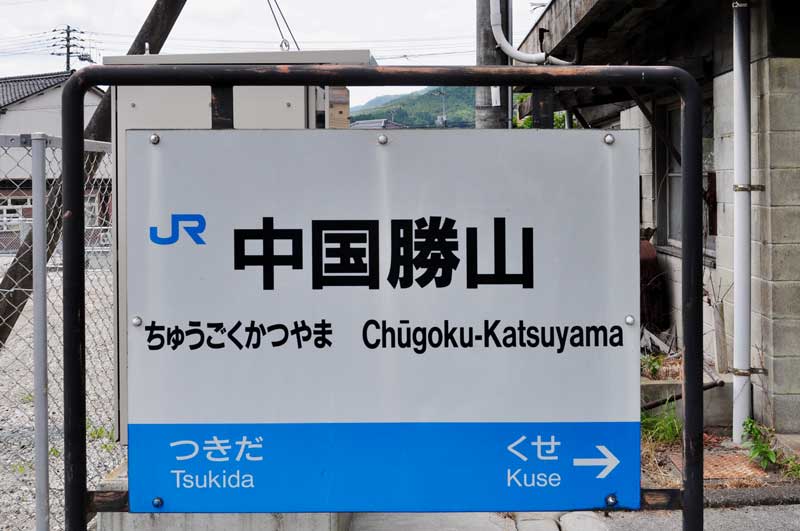 JR 中国勝山
ちゅうごくかつやま Chūgoku-Katsuyama
つきだ くせ →
Tsukida Kuse